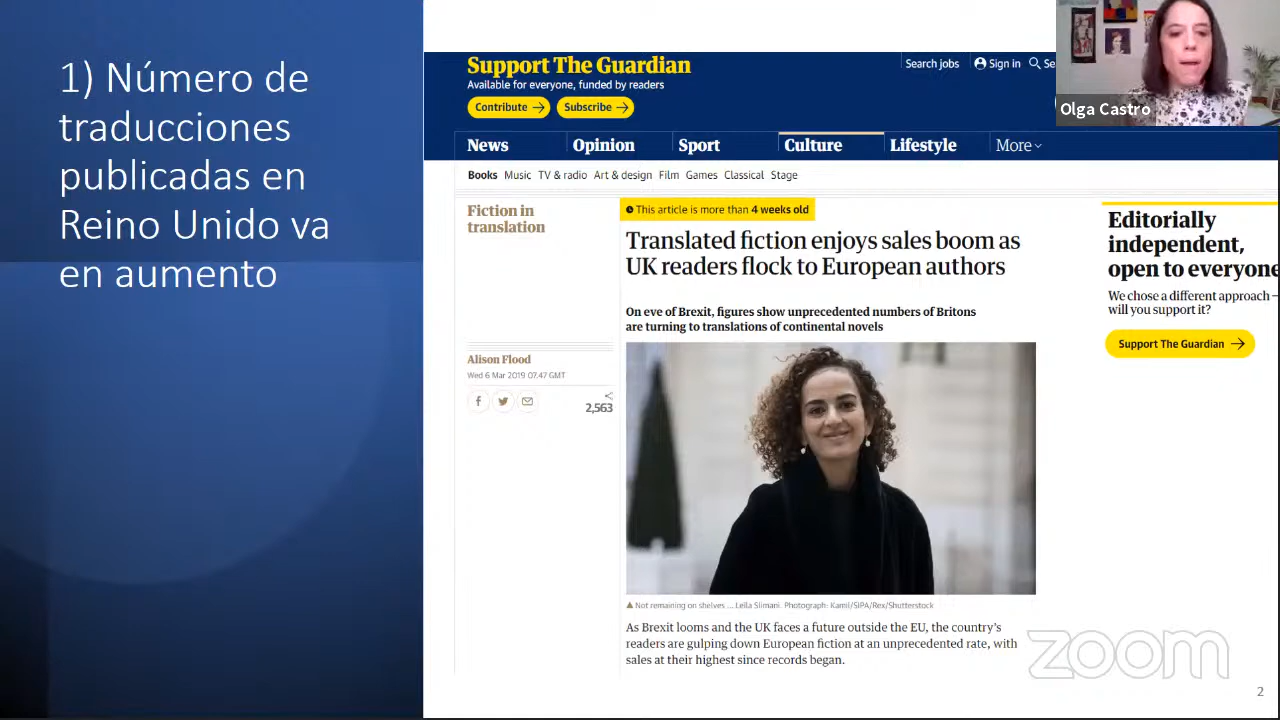 1) Número de
traducciones
publicadas en
Reino Unido va
en aumento
Support The Guardian
Available for everyone, funded by readers
Contribute →
Subscribe →
Search jobs
Sign in
Se
Olga Castro
News
Opinion
Sport
Culture
Lifestyle
More
Books Music TV & radio Art & design Film Games Classical Stage
Fiction in
translation
This article is more than 4 weeks old
Translated fiction enjoys sales boom as
UK readers flock to European authors
On eve of Brexit, figures show unprecedented numbers of Britons
are turning to translations of continental novels
Alison Flood
Wed 6 Mar 2019 07.47 GMT
2,563
Editorially
independent,
open to everyone
We chose a different approach –
will you support it?
Support The Guardian →
Not remaining on shelves ... Leïla Slimani. Photograph: Kamil/SIPA/Rex/Shutterstock
As Brexit looms and the UK faces a future outside the EU, the country's
readers are gulping down European fiction at an unprecedented rate, with
sales at their highest since records began.
zoom
2